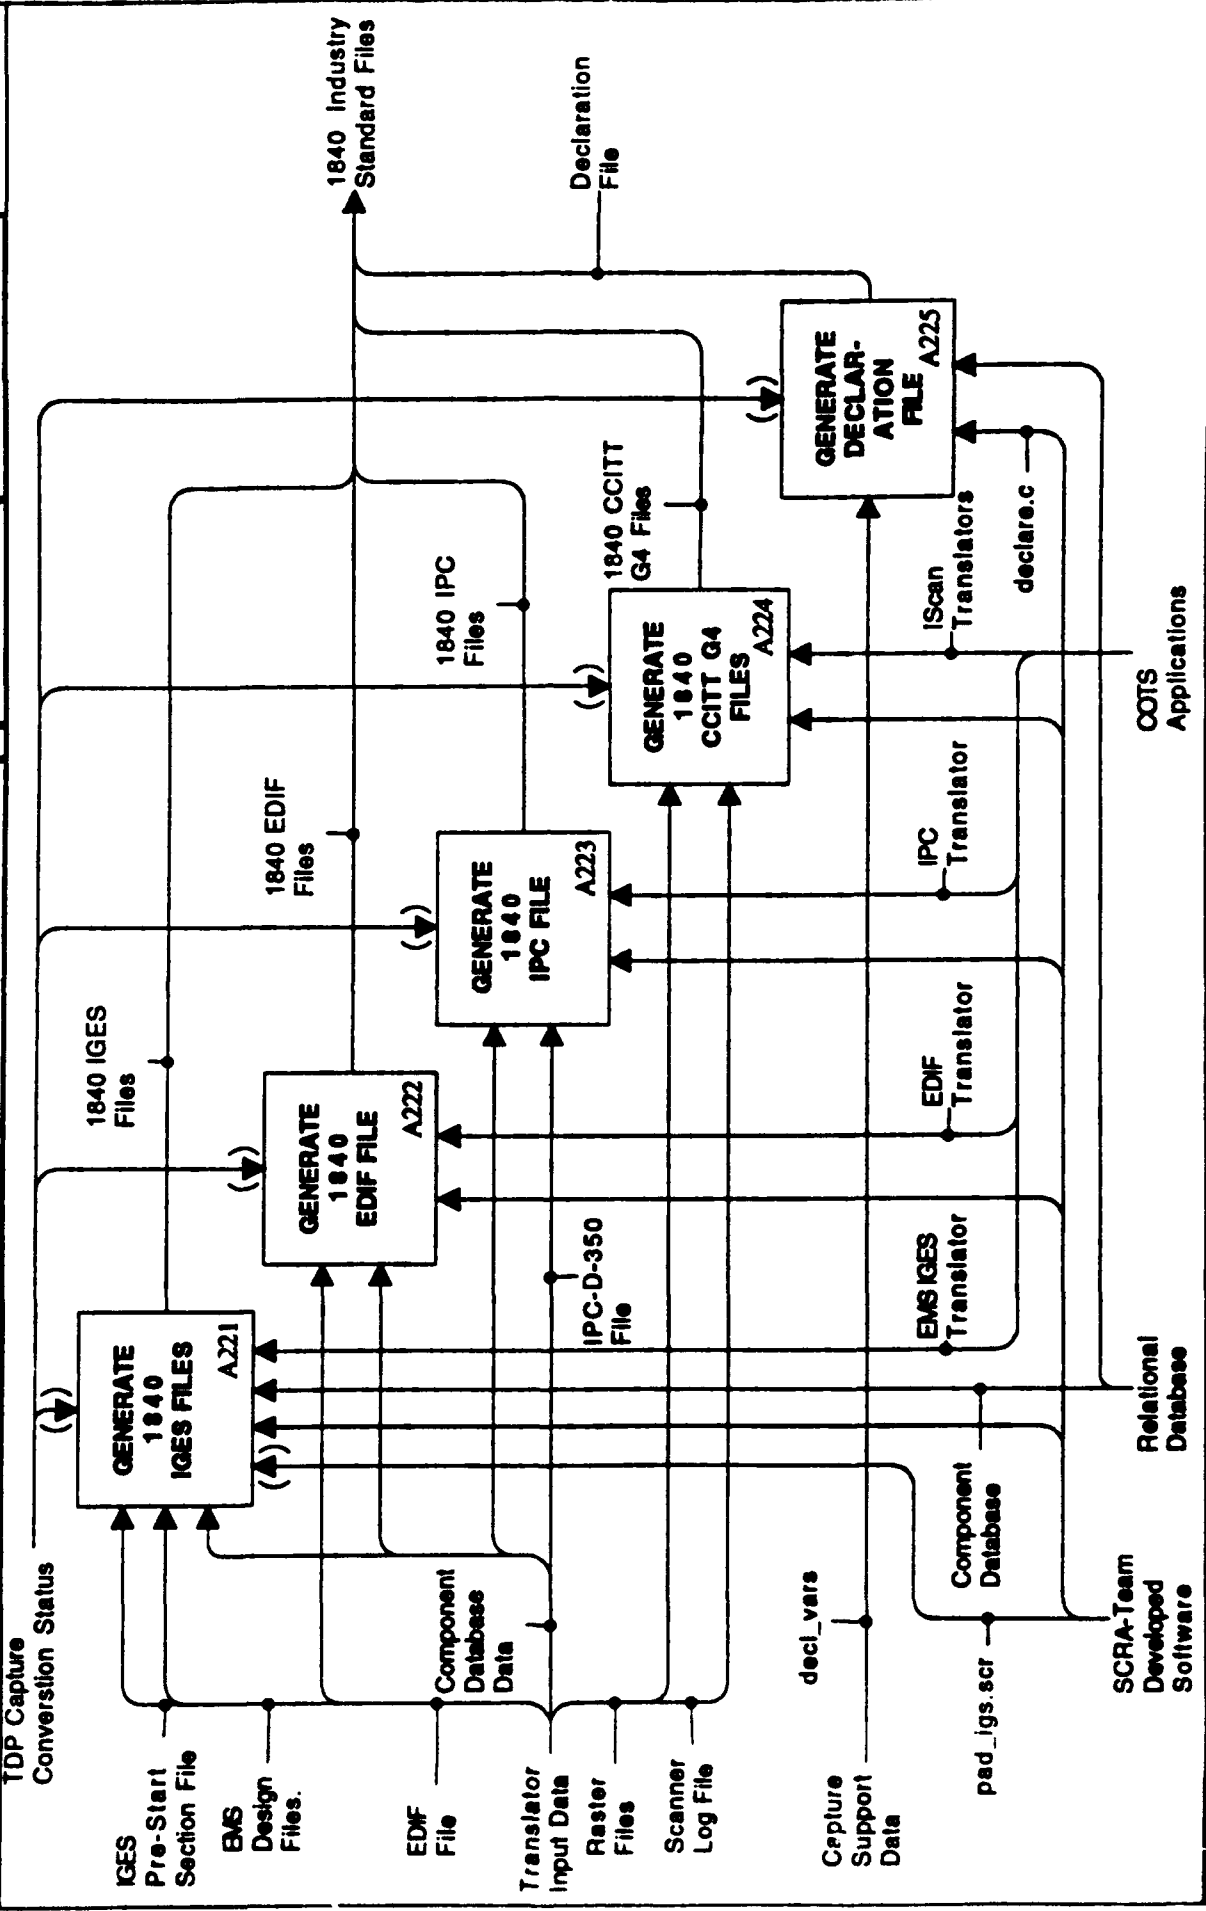 TDP Capture
Converstion Status
IGES
Pre-Start
Section File
EMS
Design
Files.
EDIF
File
Translator
Input Data
Raster
Files
Scanner
Log File
Capture
Support
Data
GENERATE
1840
IGES FILES
A221
1840 IGES
Files
GENERATE
1840
EDIF FILE
A222
1840 EDIF
Files
GENERATE
1840
IPC FILE
A223
1840 IPC
Files
GENERATE
1840
CCITT G4
FILES
A224
1840 CCITT
G4 Files
GENERATE
DECLAR-
ATION
FILE
A225
1840 Industry
Standard Files
Declaration
File
Component
Database
Data
IPC-D-350
File
decl_vars
pad_igs.scr
Component
Database
EMS IGES
Translator
EDIF
Translator
IPC
Translator
IScan
Translators
declare.c
SCRA-Team
Developed
Software
Relational
Database
COTS
Applications